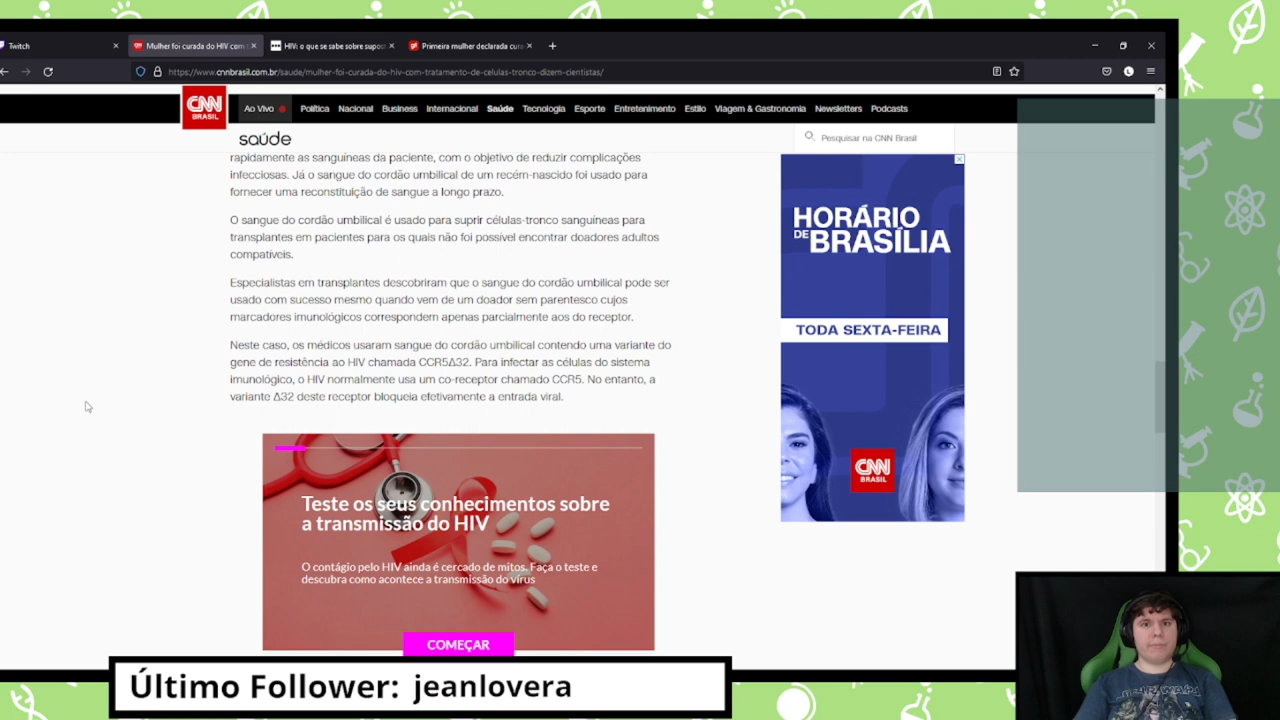 Twitch
Mulher foi curada do HIV com
HIV: o que se sabe sobre supost
Primeira mulher declarada cura
https://www.cnnbrasil.com.br/saude/mulher-foi-curada-do-hiv-com-tratamento-de-celulas-tronco-dizem-cientistas/
CNN
BRASIL
Ao Vivo Política Nacional Business Internacional Saúde Tecnologia Esporte Entretenimento Estilo Viagem & Gastronomia Newsletters Podcasts
saúde
Pesquisar na CNN Brasil
rapidamente as sanguíneas da paciente, com o objetivo de reduzir complicações
infecciosas. Já o sangue do cordão umbilical de um recém-nascido foi usado para
fornecer uma reconstituição de sangue a longo prazo.
O sangue do cordão umbilical é usado para suprir células-tronco sanguíneas para
transplantes em pacientes para os quais não foi possível encontrar doadores adultos
compatíveis.
Especialistas em transplantes descobriram que o sangue do cordão umbilical pode ser
usado com sucesso mesmo quando vem de um doador sem parentesco cujos
marcadores imunológicos correspondem apenas parcialmente aos do receptor.
Neste caso, os médicos usaram sangue do cordão umbilical contendo uma variante do
gene de resistência ao HIV chamada CCR5Δ32. Para infectar as células do sistema
imunológico, o HIV normalmente usa um co-receptor chamado CCR5. No entanto, a
variante Δ32 deste receptor bloqueia efetivamente a entrada viral.
HORÁRIO
DE BRASÍLIA
TODA SEXTA-FEIRA
CNN
BRASIL
Teste os seus conhecimentos sobre
a transmissão do HIV
O contágio pelo HIV ainda é cercado de mitos. Faça o teste e
descubra como acontece a transmissão do vírus
COMEÇAR
Último Follower: jeanlovera